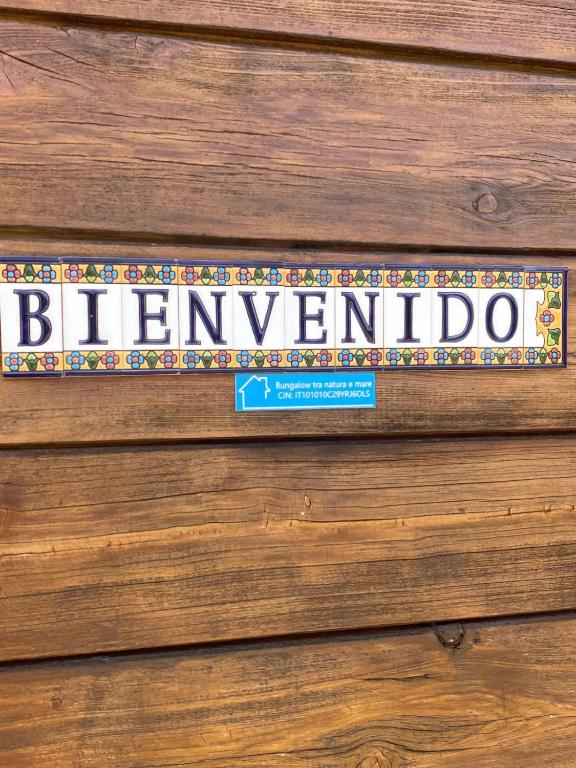 BIENVENIDO
Bungalow tra natura e mare
CIN: IT101010C29YRJ6OLS